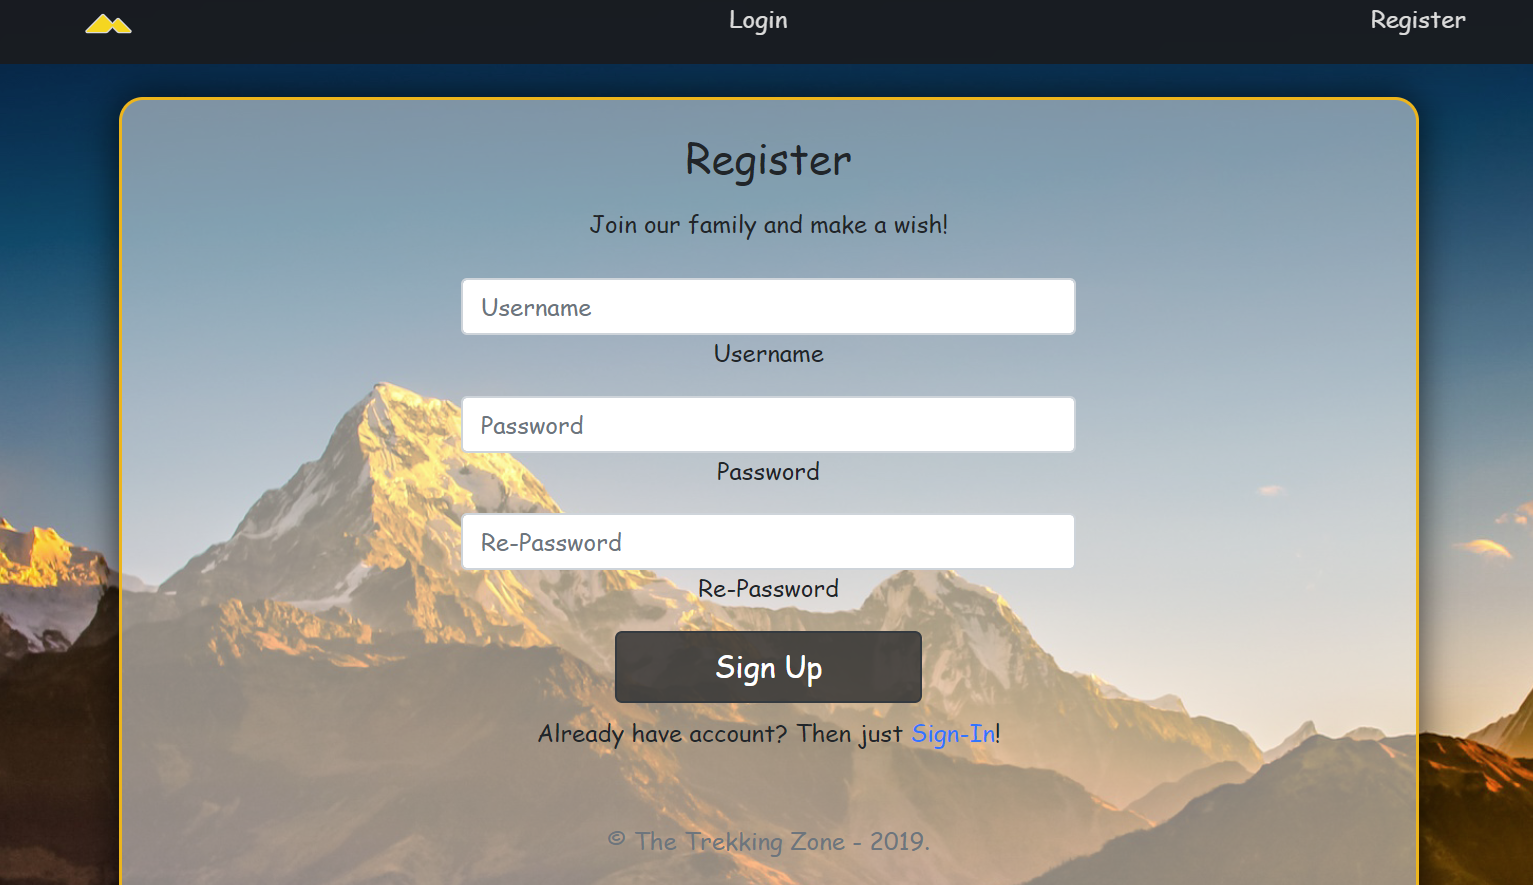 Login
Register
Register
Join our family and make a wish!
Username
Username
Password
Password
Re-Password
Re-Password
Sign Up
Already have account? Then just Sign-In!
© The Trekking Zone - 2019.